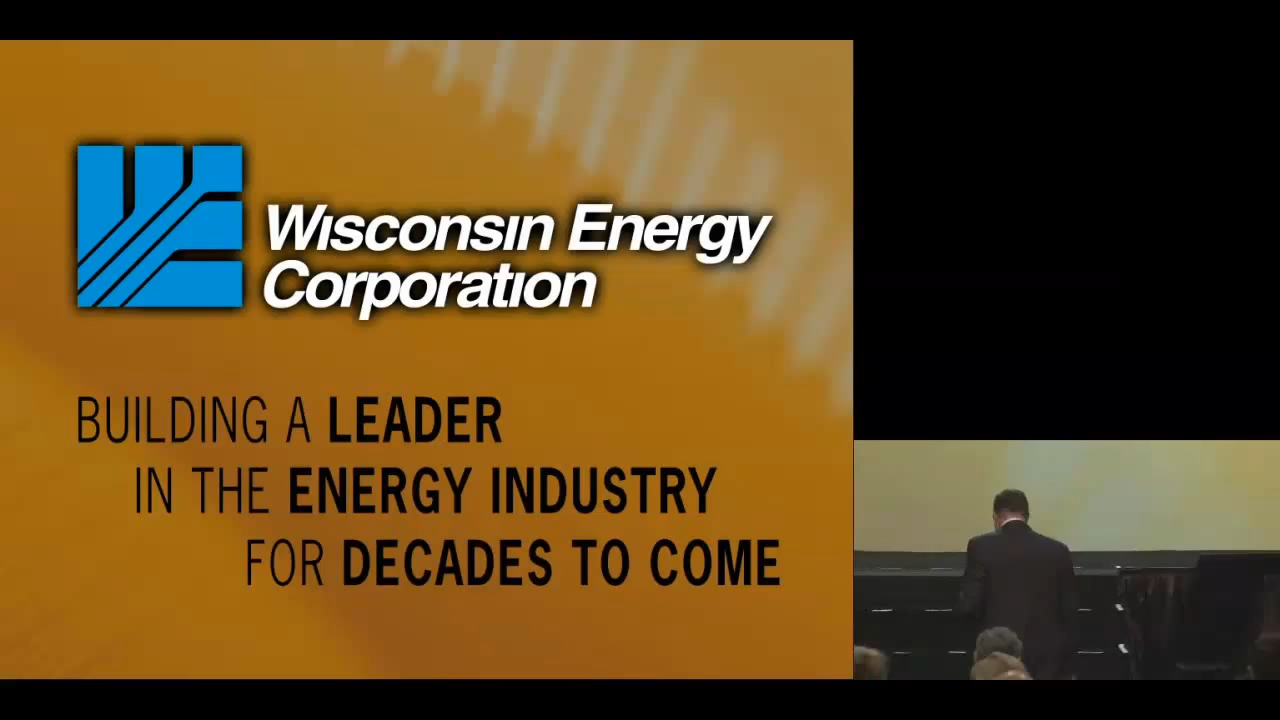 Wisconsin Energy
Corporation
BUILDING A LEADER
IN THE ENERGY INDUSTRY
FOR DECADES TO COME